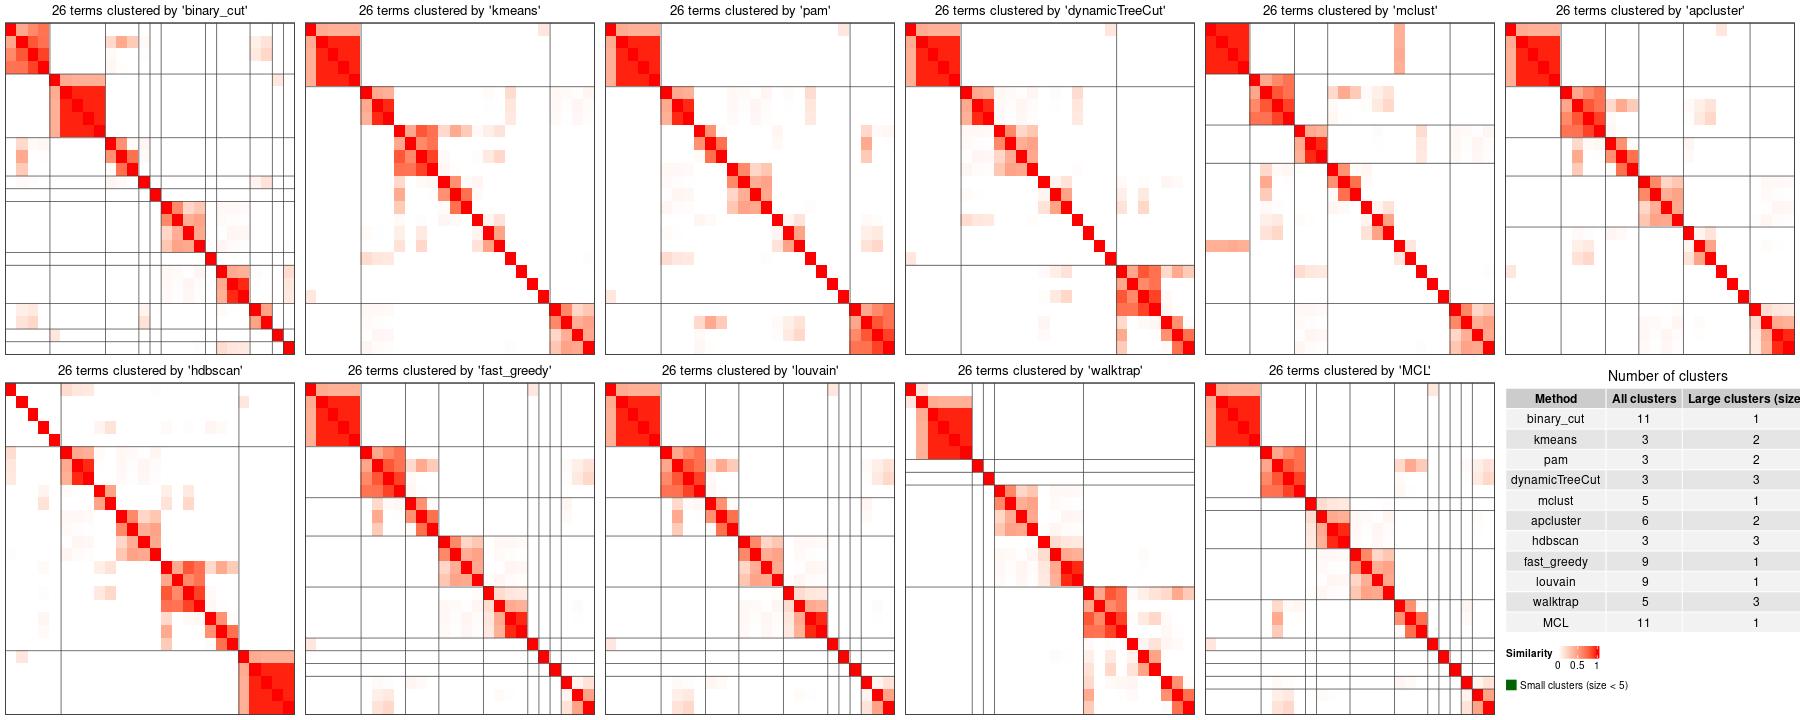 26 terms clustered by 'binary_cut'
26 terms clustered by 'kmeans'
26 terms clustered by 'pam'
26 terms clustered by 'dynamicTreeCut'
26 terms clustered by 'mclust'
26 terms clustered by 'apcluster'
26 terms clustered by 'hdbscan'
26 terms clustered by 'fast_greedy'
26 terms clustered by 'louvain'
26 terms clustered by 'walktrap'
26 terms clustered by 'MCL'
Number of clusters
Method All clusters Large clusters (size
binary_cut 11 1
kmeans 3 2
pam 3 2
dynamicTreeCut 3 3
mclust 5 1
apcluster 6 2
hdbscan 3 3
fast_greedy 9 1
louvain 9 1
walktrap 5 3
MCL 11 1
Similarity
0 0.5 1
Small clusters (size < 5)